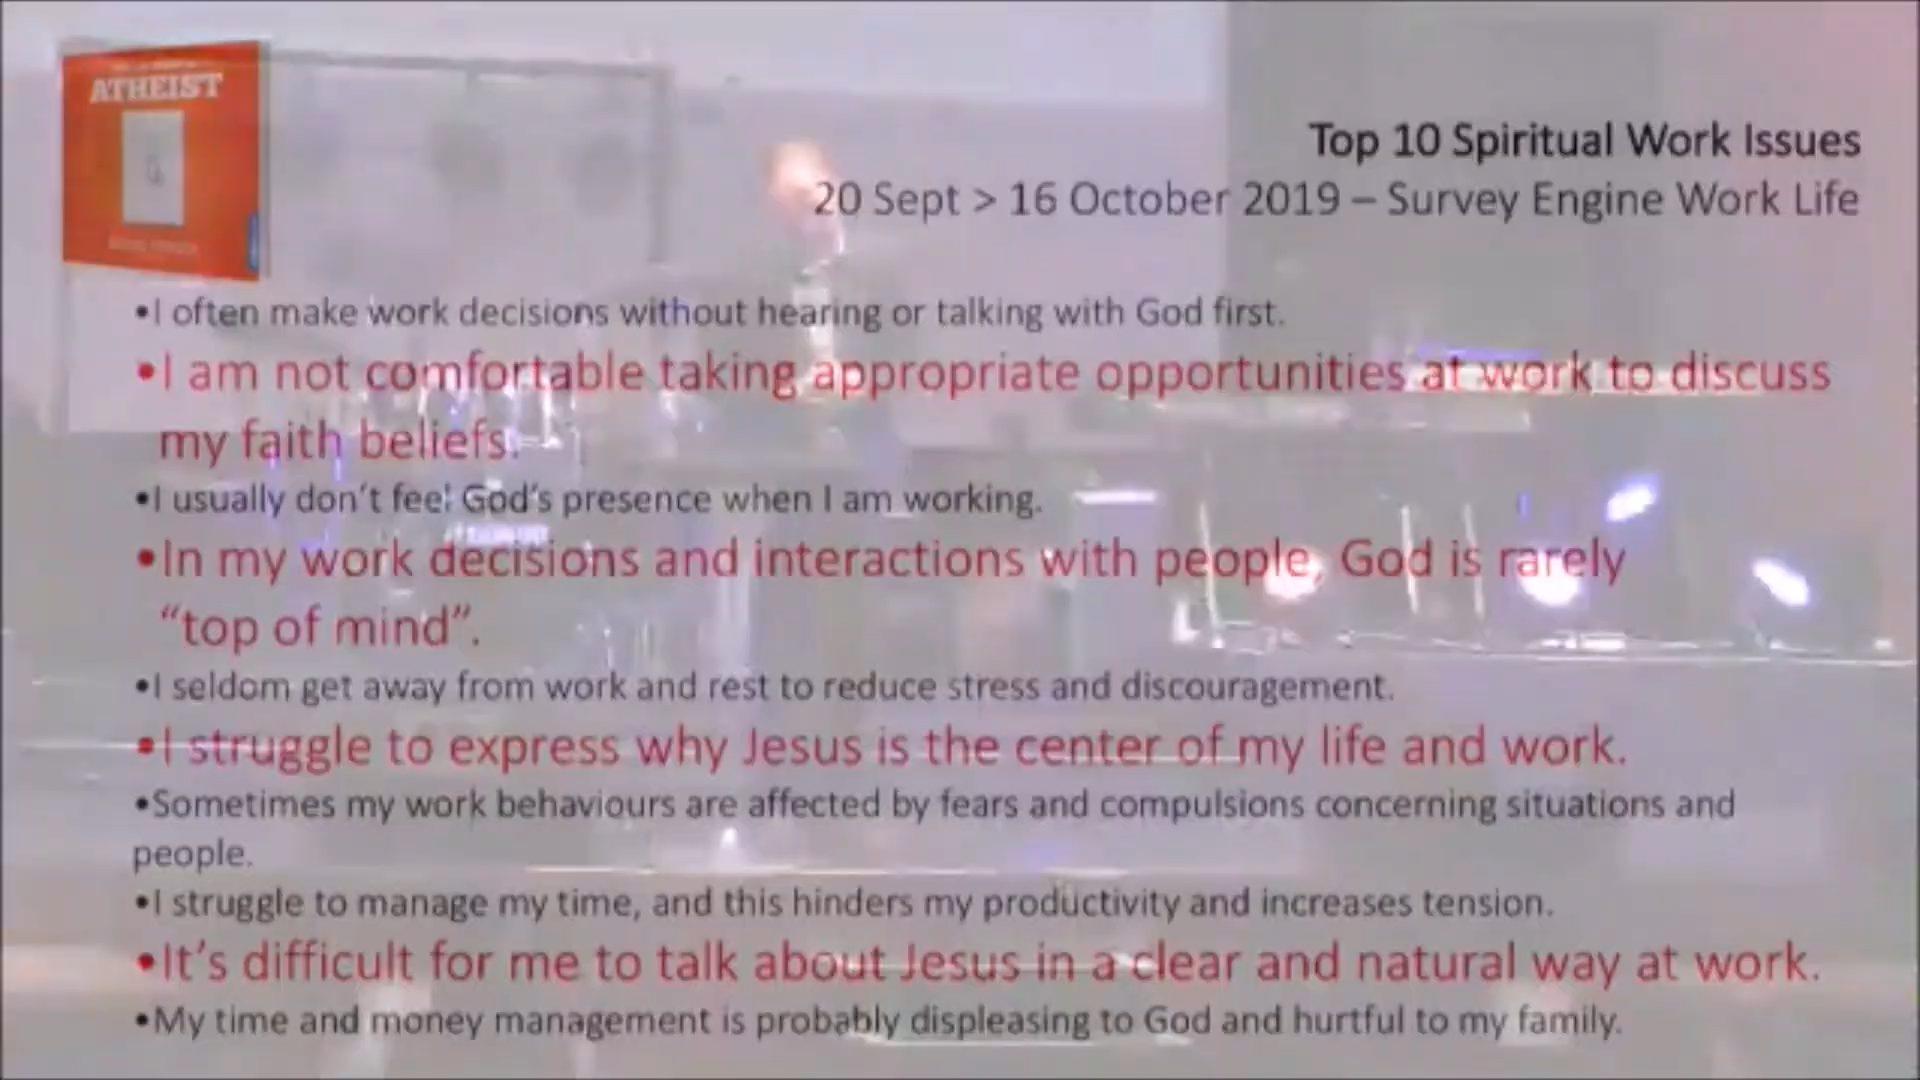 ATHEIST
Top 10 Spiritual Work Issues
20 Sept > 16 October 2019 – Survey Engine Work Life
•I often make work decisions without hearing or talking with God first.
•I am not comfortable taking appropriate opportunities at work to discuss
my faith beliefs.
•I usually don't feel God's presence when I am working.
•In my work decisions and interactions with people, God is rarely
“top of mind”.
•I seldom get away from work and rest to reduce stress and discouragement.
•I struggle to express why Jesus is the center of my life and work.
•Sometimes my work behaviours are affected by fears and compulsions concerning situations and
people.
•I struggle to manage my time, and this hinders my productivity and increases tension.
•It's difficult for me to talk about Jesus in a clear and natural way at work.
•My time and money management is probably displeasing to God and hurtful to my family.